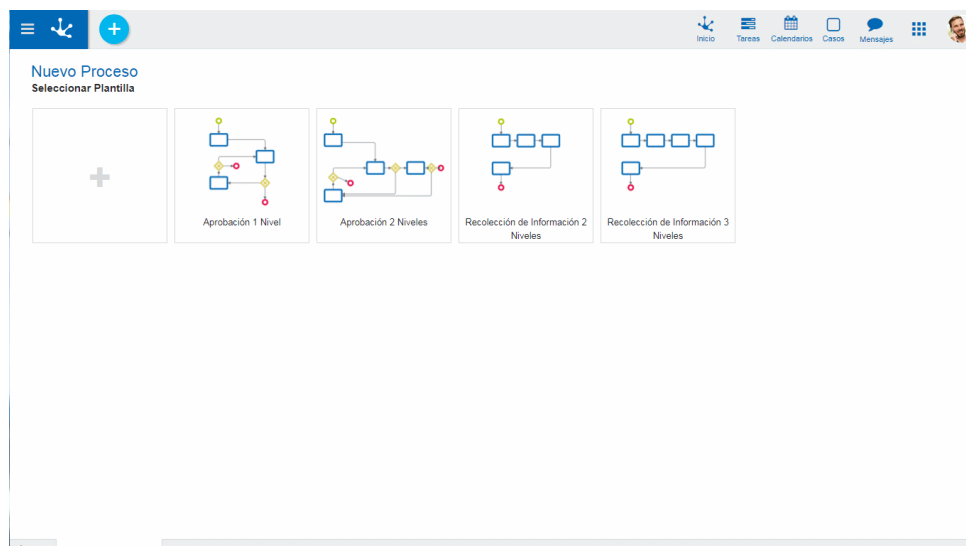 Inicio
Tareas
Calendarios
Casos
Mensajes
Nuevo Proceso
Seleccionar Plantilla
Aprobación 1 Nivel
Aprobación 2 Niveles
Recolección de Información 2
Niveles
Recolección de Información 3
Niveles